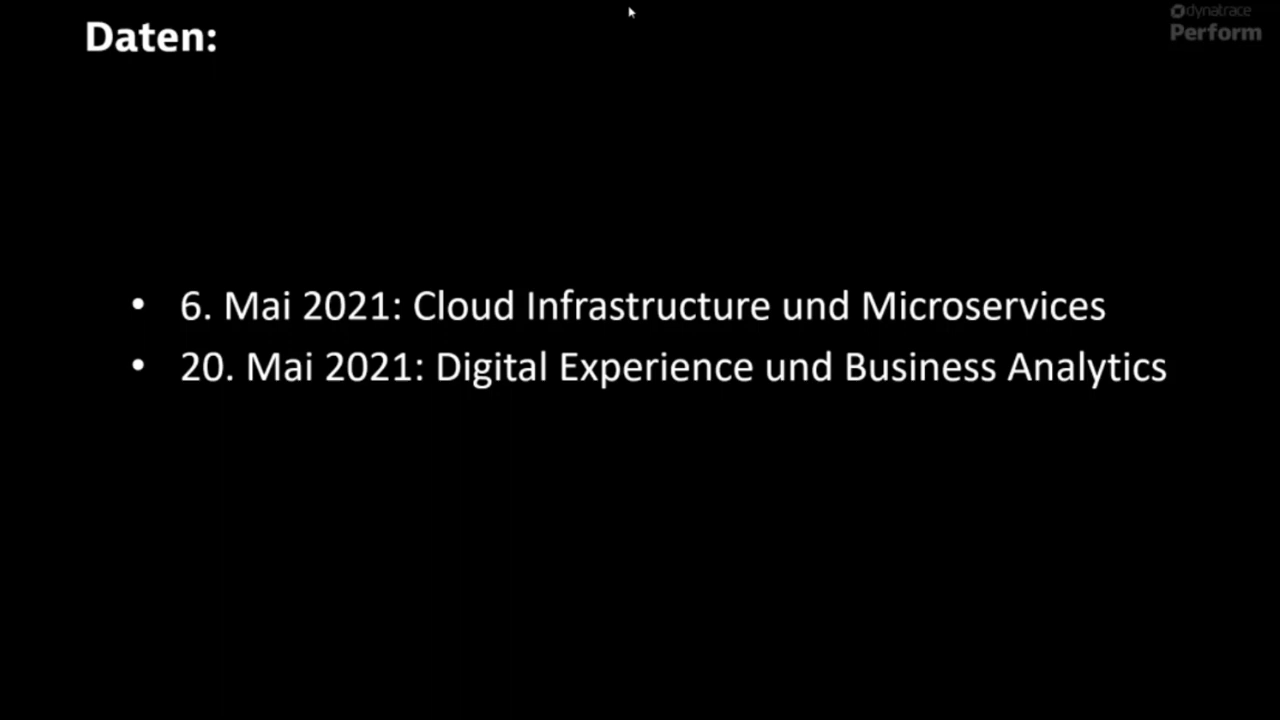 Daten:
dynatrace
Perform
• 6. Mai 2021: Cloud Infrastructure und Microservices
• 20. Mai 2021: Digital Experience und Business Analytics